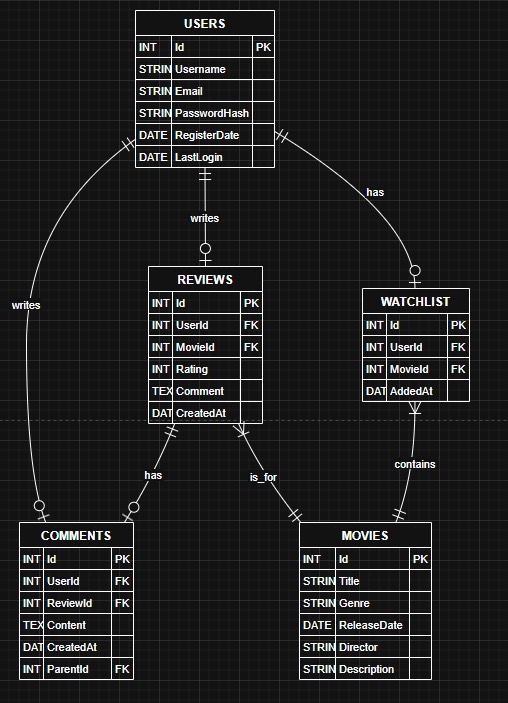 USERS
INT Id PK
STRIN Username
STRIN Email
STRIN PasswordHash
DATE RegisterDate
DATE LastLogin
has
writes
writes
REVIEWS
INT Id PK
INT UserId FK
INT MovieId FK
INT Rating
TEX Comment
DAT CreatedAt
WATCHLIST
INT Id PK
INT UserId FK
INT MovieId FK
DAT AddedAt
has
is_for
contains
COMMENTS
INT Id PK
INT UserId FK
INT ReviewId FK
TEX Content
DAT CreatedAt
INT ParentId FK
MOVIES
INT Id PK
STRIN Title
STRIN Genre
DATE ReleaseDate
STRIN Director
STRIN Description